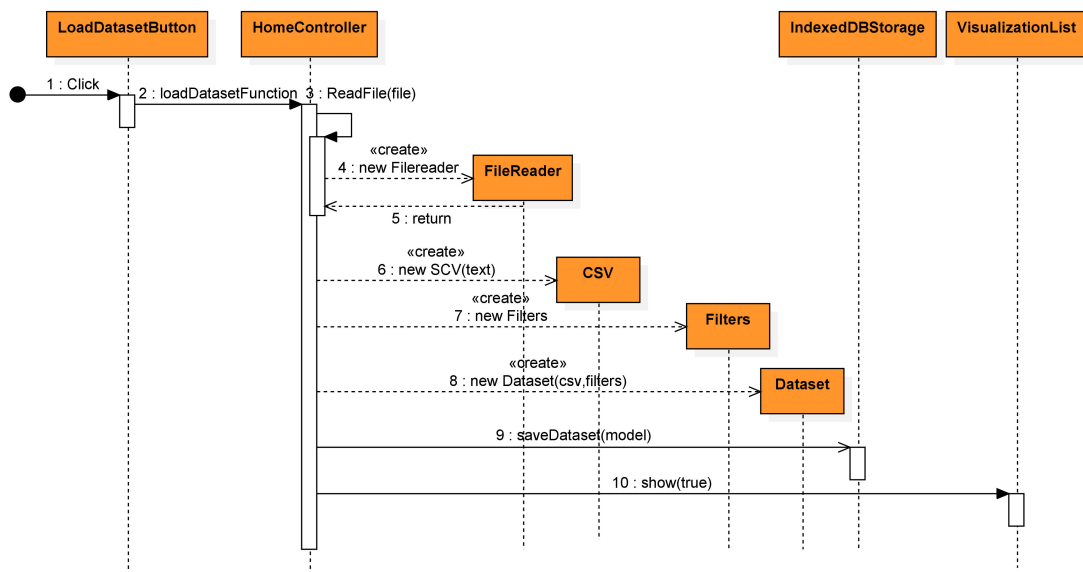 LoadDatasetButton
HomeController
IndexedDBStorage
VisualizationList
1 : Click
2 : loadDatasetFunction
3 : ReadFile(file)
«create»
4 : new Filereader
FileReader
5 : return
«create»
6 : new SCV(text)
CSV
«create»
7 : new Filters
Filters
«create»
8 : new Dataset(csv,filters)
Dataset
9 : saveDataset(model)
10 : show(true)